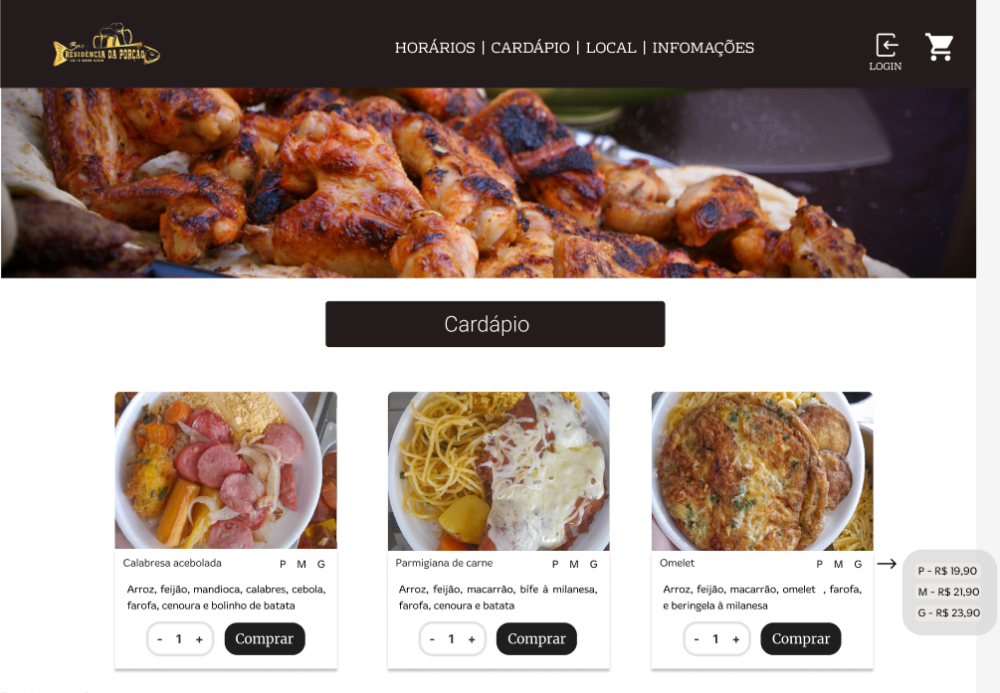 Bar
RESIDÊNCIA DA PORÇÃO
HORÁRIOS | CARDÁPIO | LOCAL | INFOMAÇÕES
LOGIN
Cardápio
Calabresa acebolada P M G
Arroz, feijão, mandioca, calabres, cebola,
farofa, cenoura e bolinho de batata
- 1 + Comprar
Parmigiana de carne P M G
Arroz, feijão, macarrão, bife à milanesa,
farofa, cenoura e batata
- 1 + Comprar
Omelet P M G
Arroz, feijão, macarrão, omelet , farofa,
e beringela à milanesa
- 1 + Comprar
P - R$ 19,90
M - R$ 21,90
G - R$ 23,90